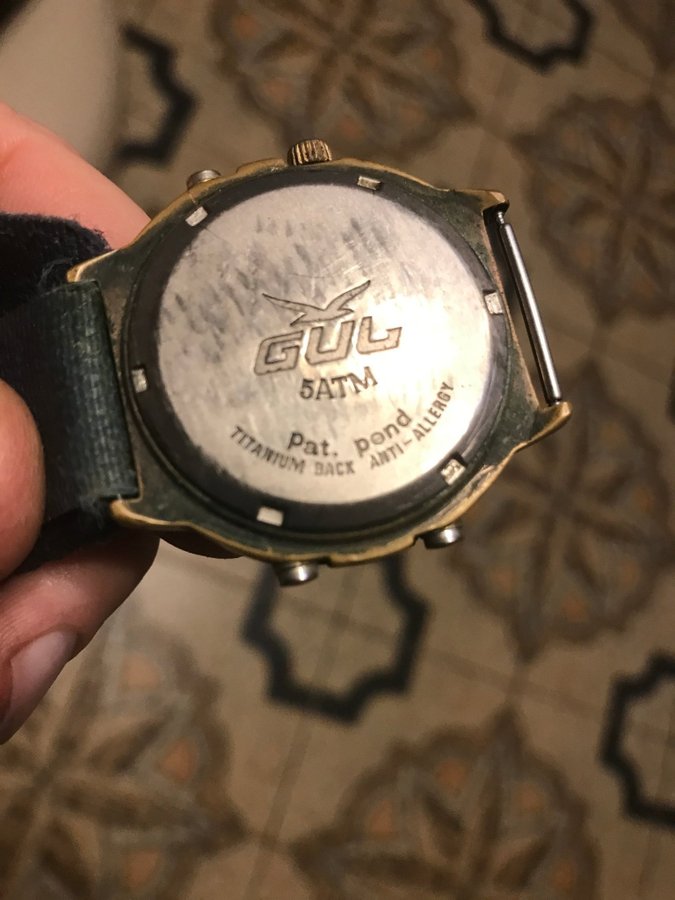 GUL
5ATM
Pat. pend
TITANIUM BACK ANTI-ALLERGY